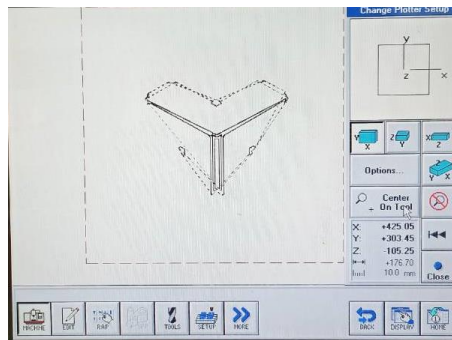 Change Plotter Setup
Y
Z X
Y X
Z Y
X Z
Options...
Y X
Center
On Tool
X: +425.05
Y: +303.45
Z: -105.25
+176.70
10.0 mm
Close
MACHINE
EDIT
TOOLS
SETUP
MORE
BACK
DISPLAY
HOME